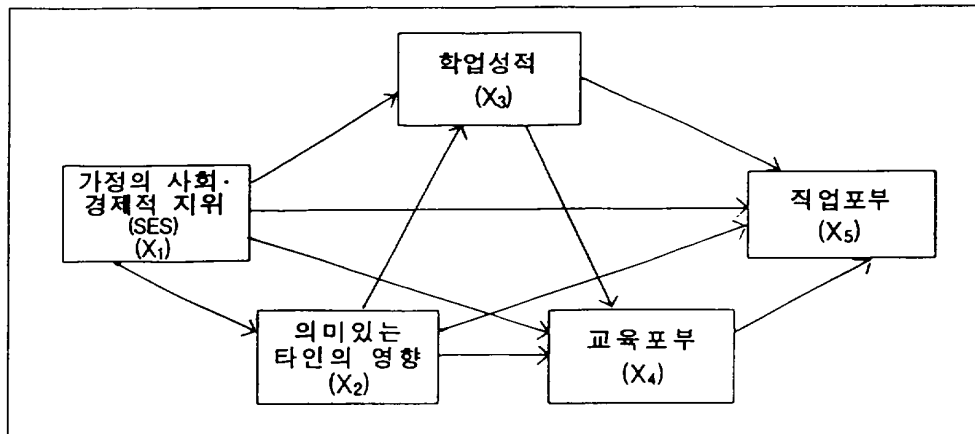 학업성적
(X₃)
가정의 사회·
경제적 지위
(SES)
(X₁)
직업포부
(X₅)
의미있는
타인의 영향
(X₂)
교육포부
(X₄)